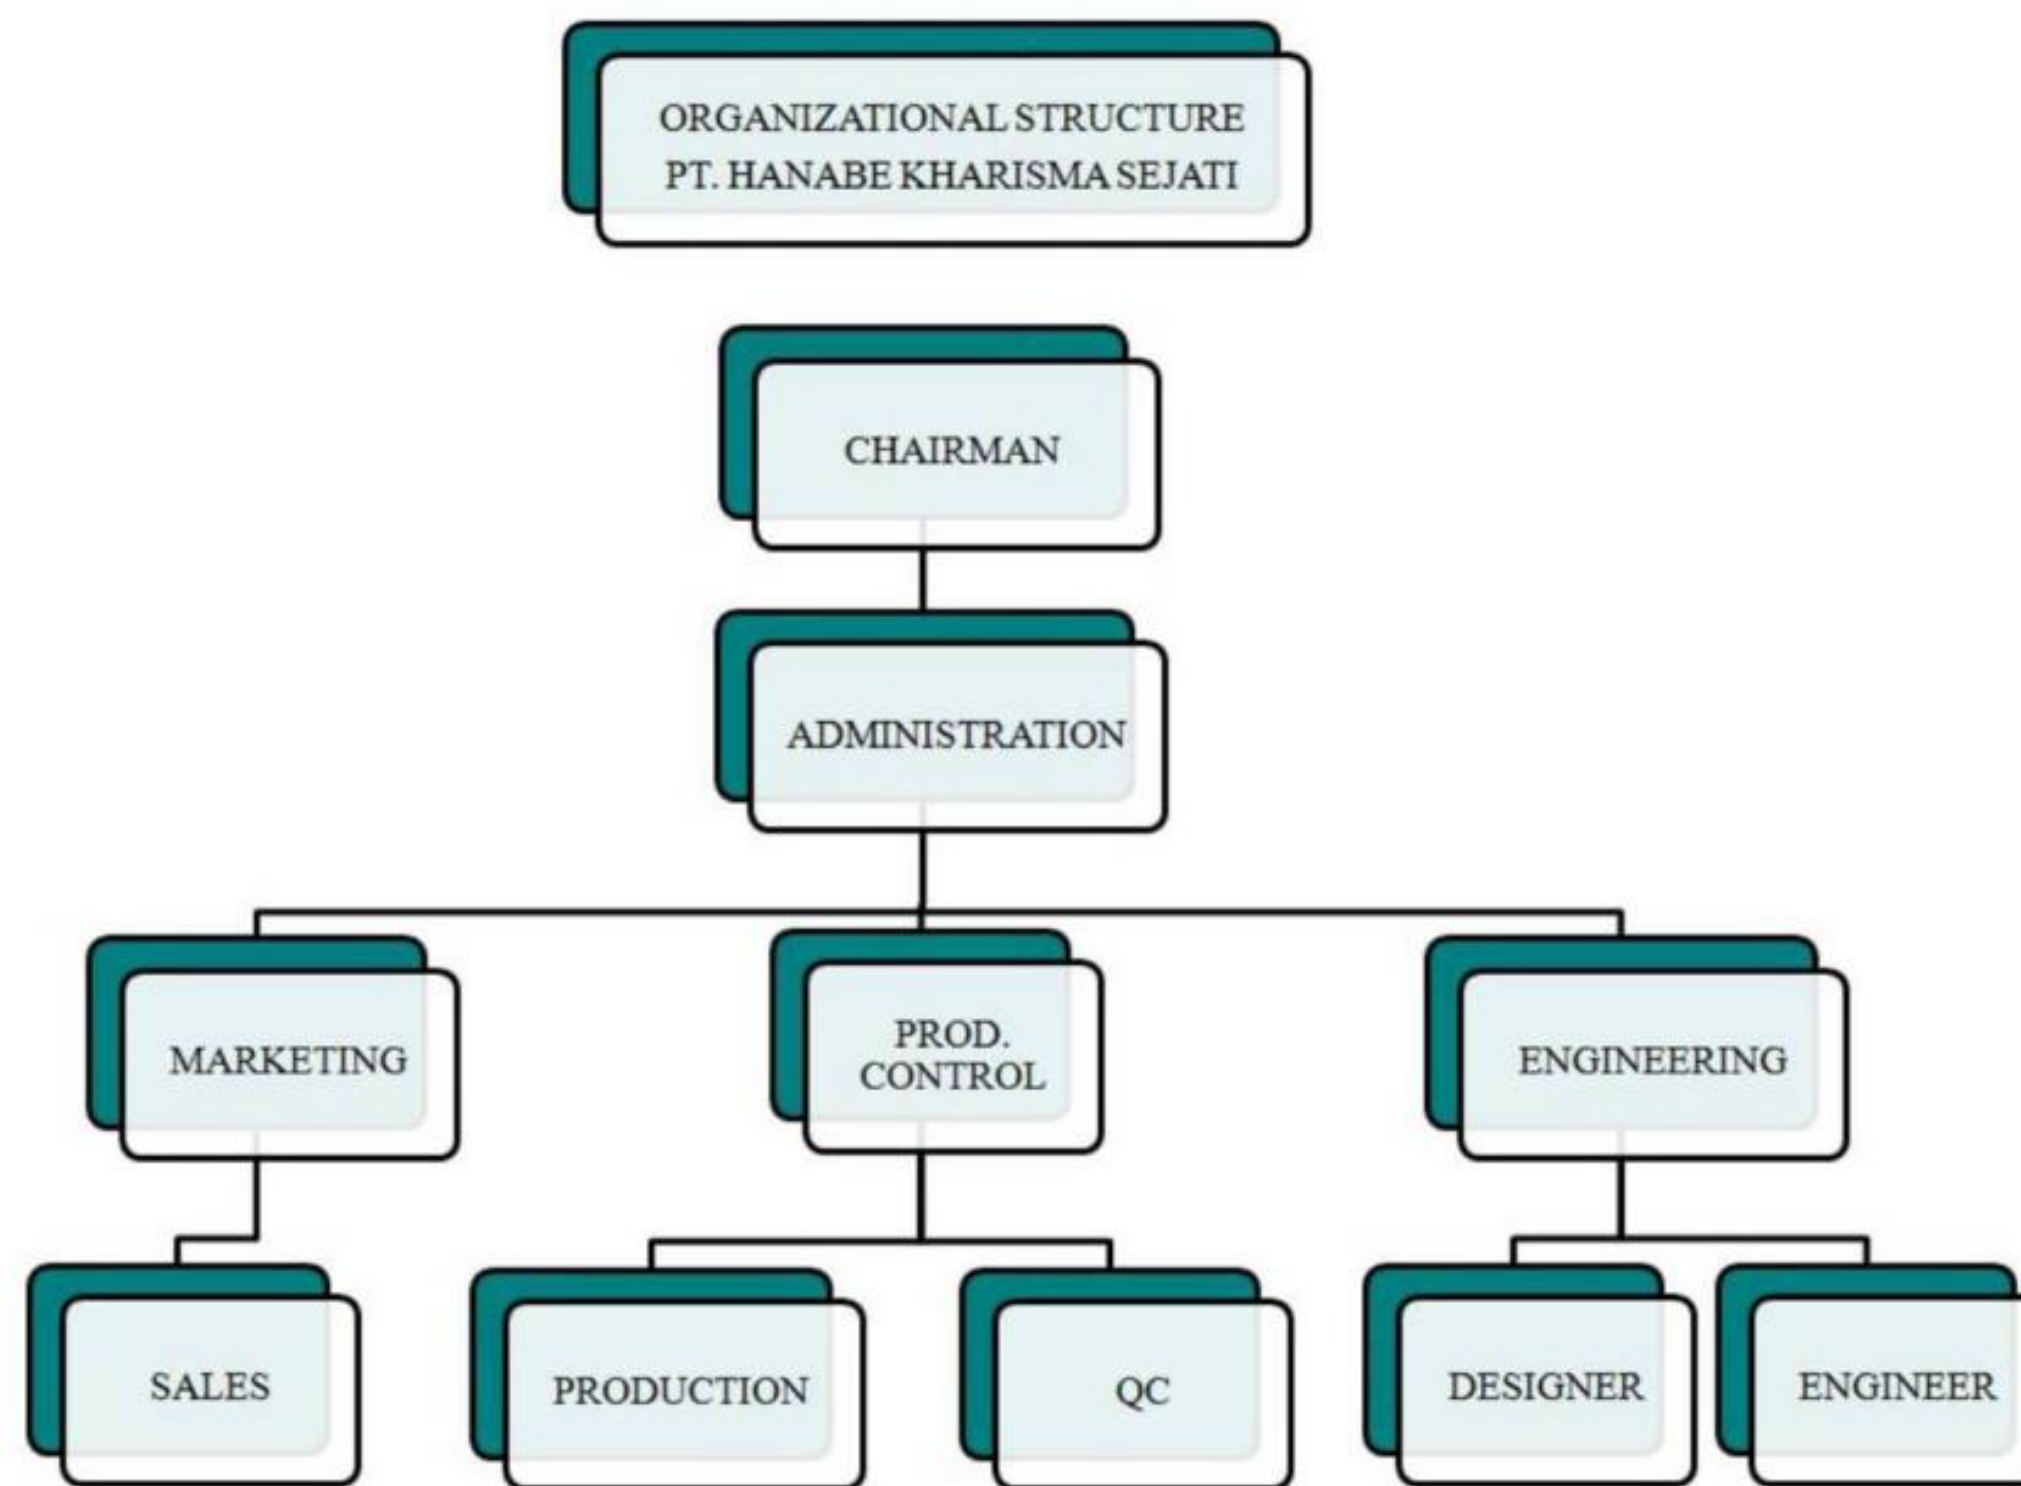 ORGANIZATIONAL STRUCTURE
PT. HANABE KHARISMA SEJATI
CHAIRMAN
ADMINISTRATION
MARKETING
PROD.
CONTROL
ENGINEERING
SALES
PRODUCTION
QC
DESIGNER
ENGINEER